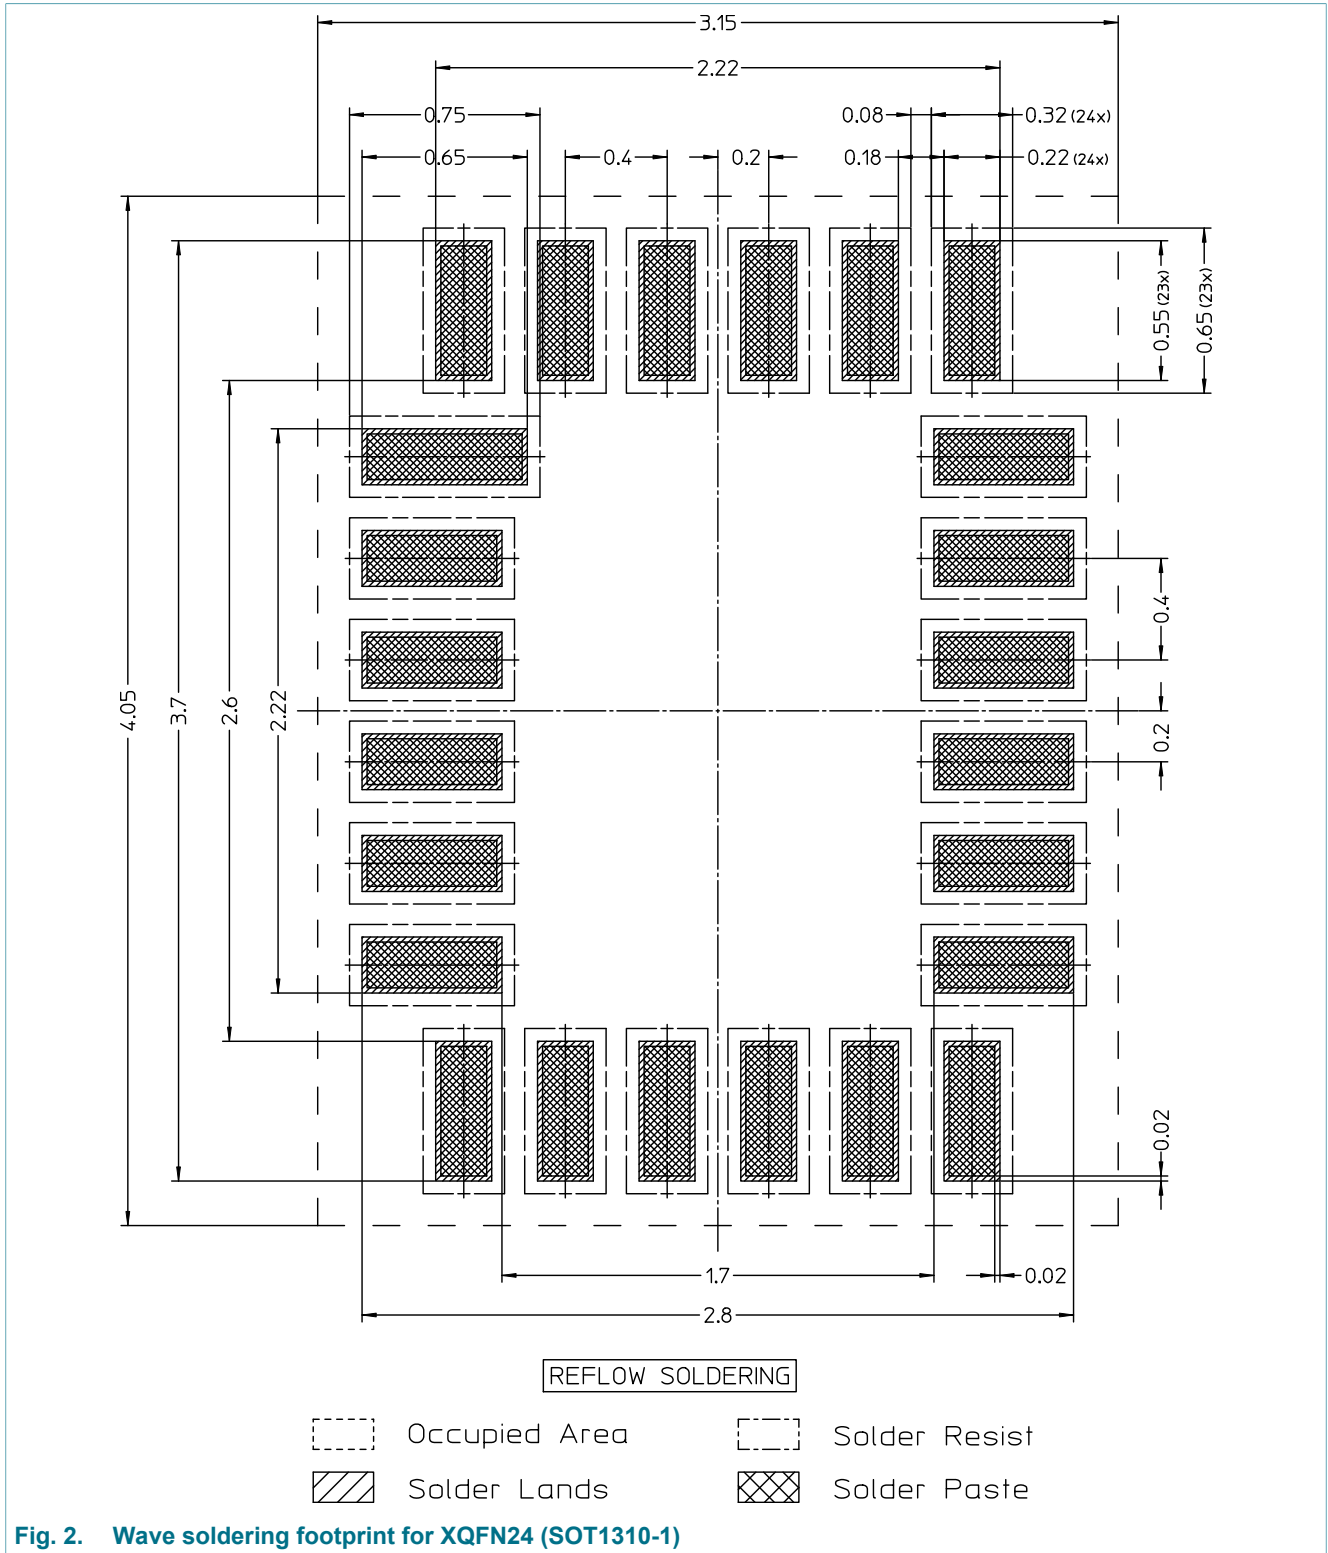 3.15
2.22
0.75
0.08
0.32 (24x)
0.65
0.4
0.2
0.18
0.22 (24x)
0.55 (23x)
0.65 (23x)
4.05
3.7
2.6
2.22
0.4
0.2
0.02
1.7
0.02
2.8
REFLOW SOLDERING
Occupied Area
Solder Resist
Solder Lands
Solder Paste
Fig. 2. Wave soldering footprint for XQFN24 (SOT1310-1)